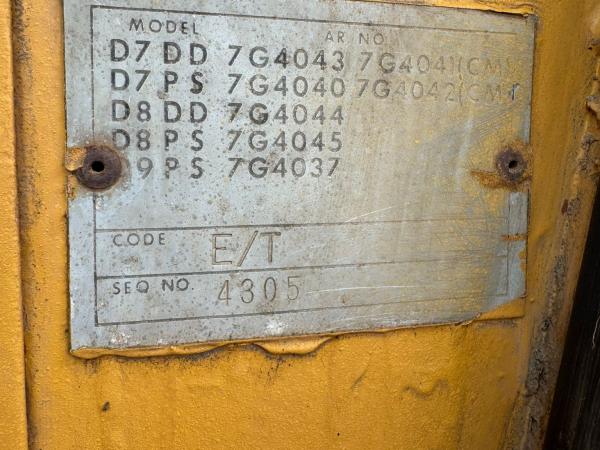 MODEL AR NO
D7 DD 7G4043 7G4041(CM)
D7 PS 7G4040 7G4042(CM)
D8 DD 7G4044
D8 PS 7G4045
D9 PS 7G4037
CODE E/T
SEQ NO. 4305